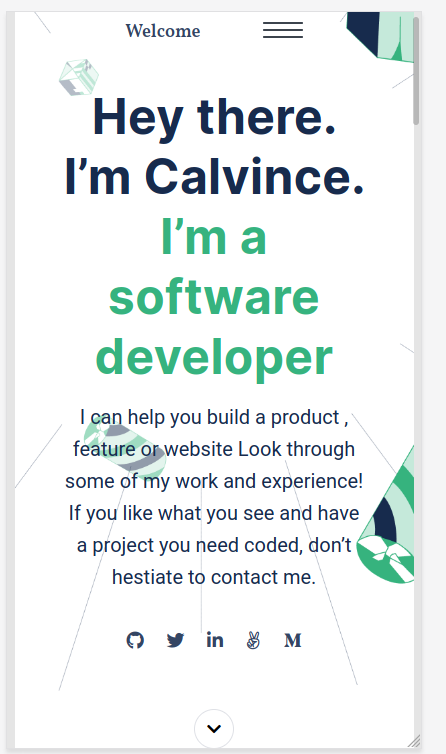 Welcome
Hey there.
I’m Calvince.
I’m a
software
developer
I can help you build a product ,
feature or website Look through
some of my work and experience!
If you like what you see and have
a project you need coded, don’t
hestiate to contact me.